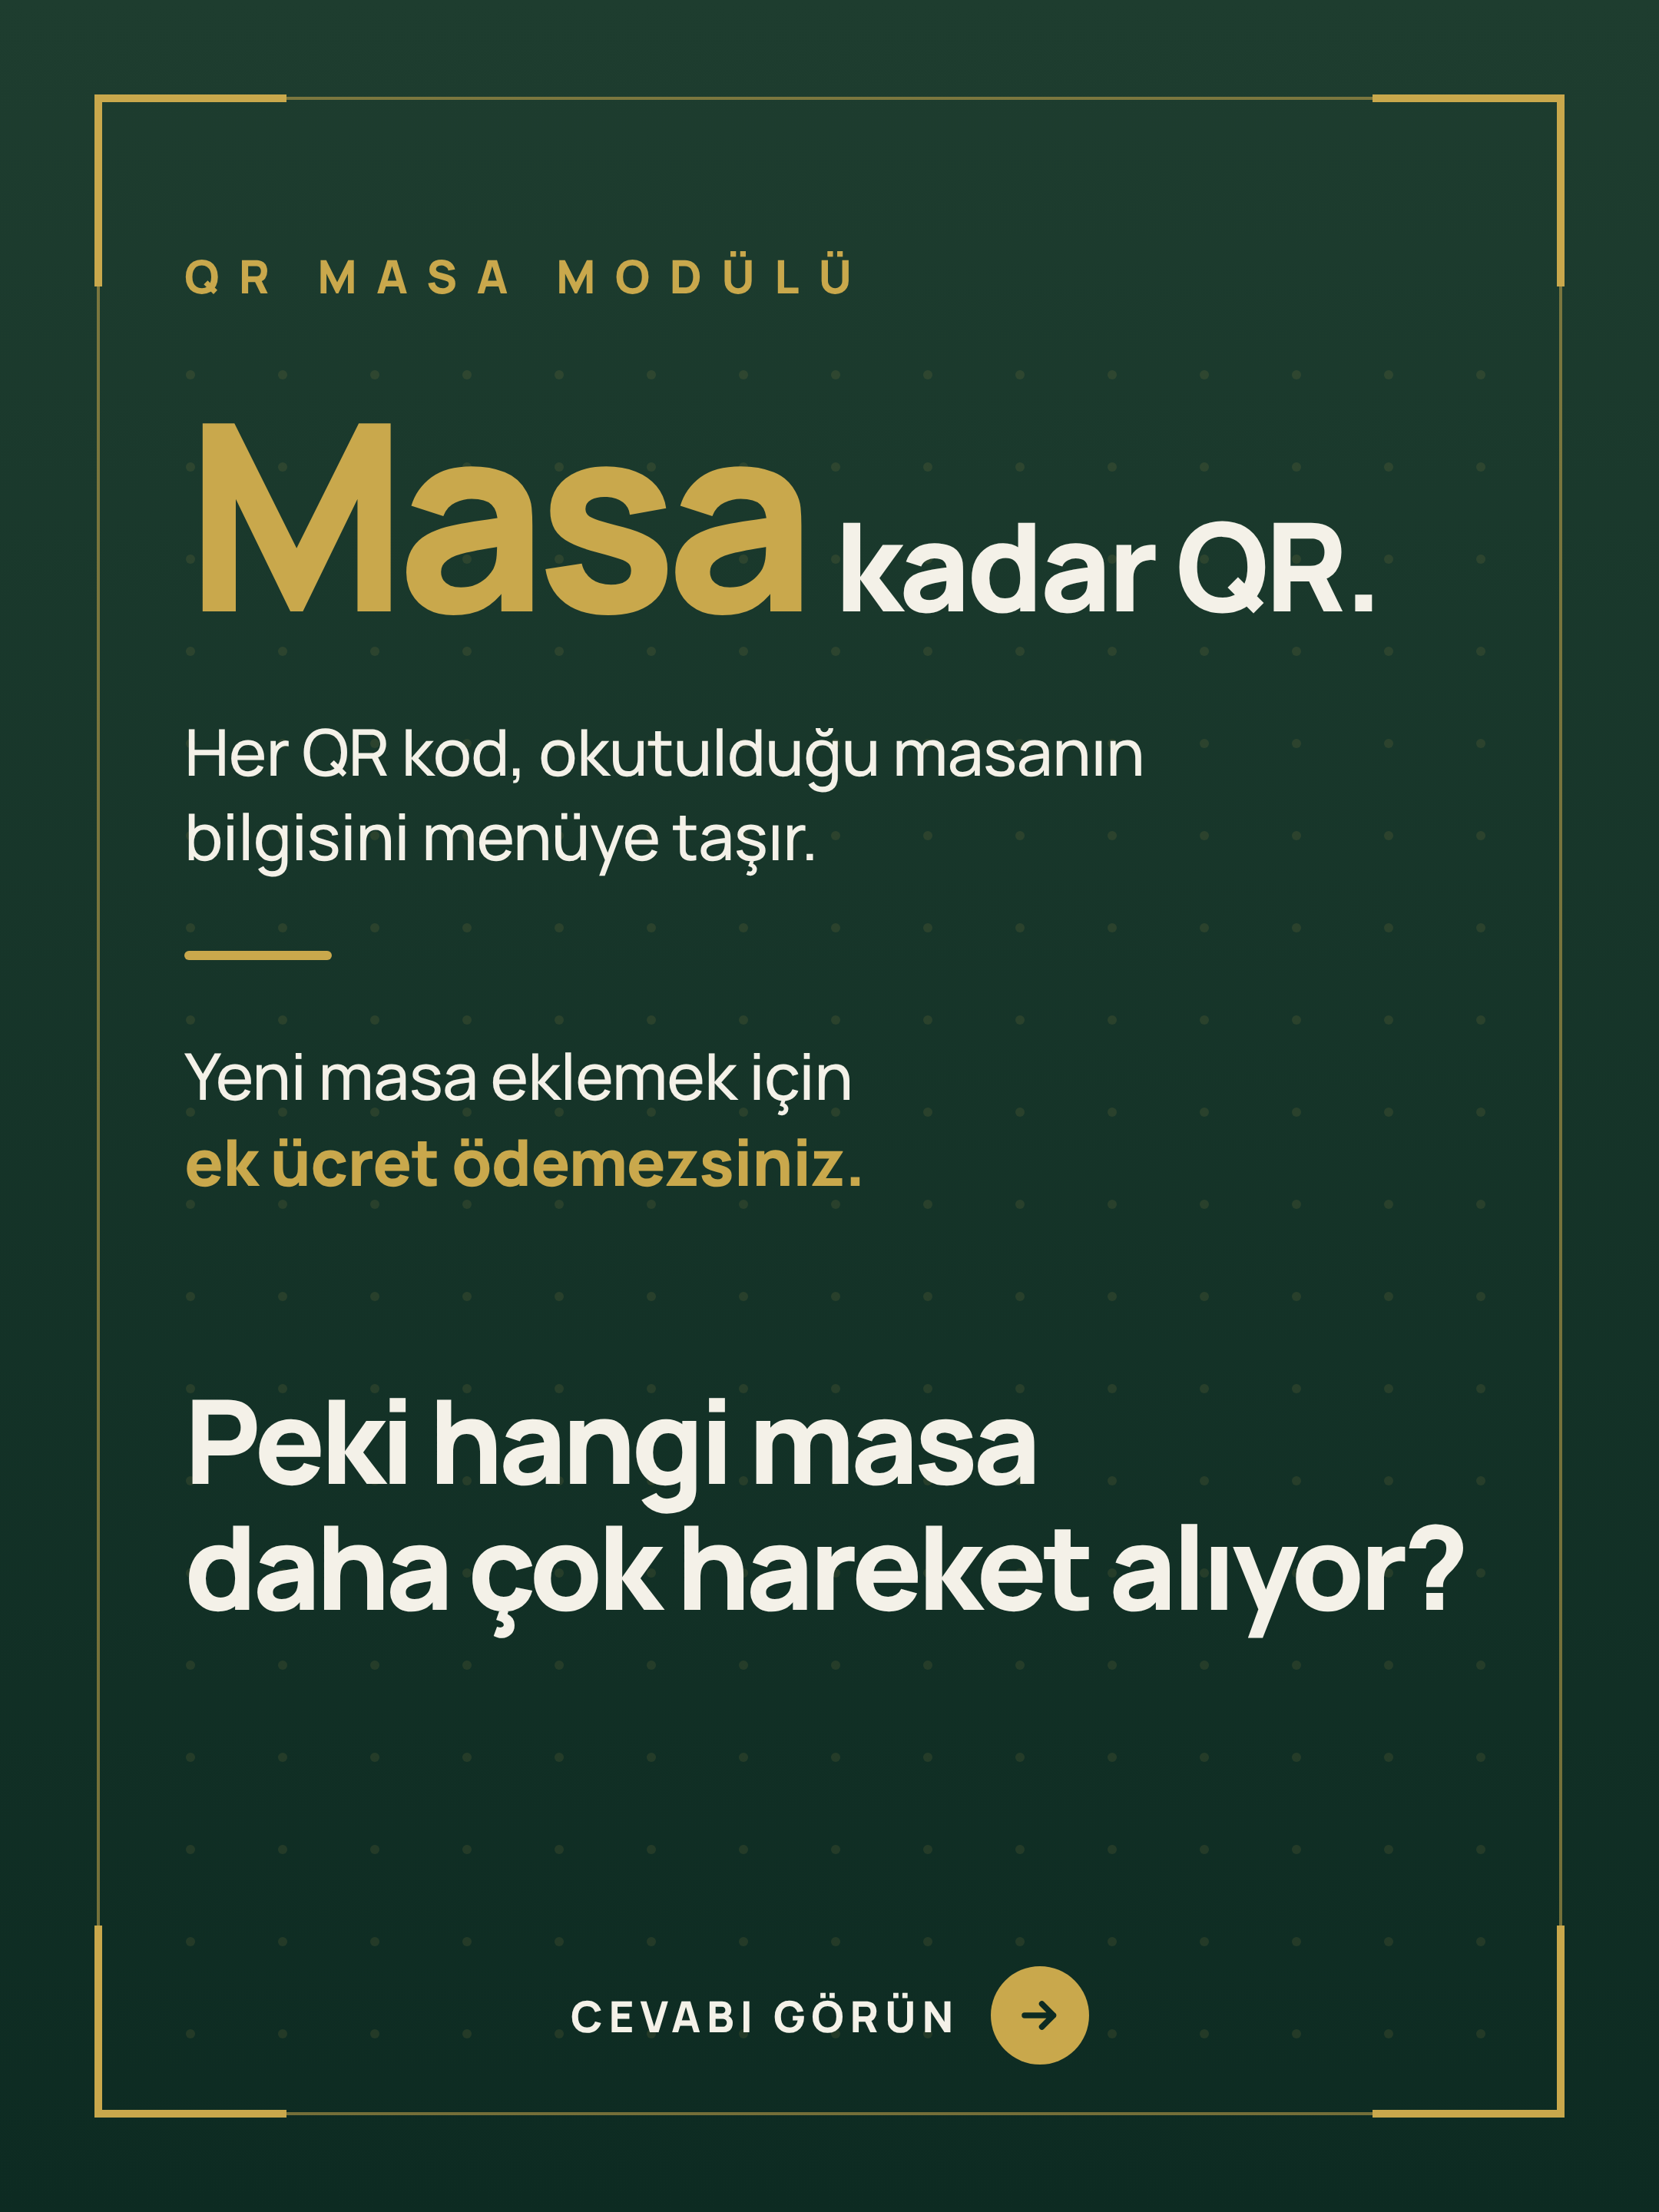 QR MASA MODÜLÜ
Masa kadar QR.
Her QR kod, okutulduğu masanın
bilgisini menüye taşır.
Yeni masa eklemek için
ek ücret ödemezsiniz.
Peki hangi masa
daha çok hareket alıyor?
CEVABI GÖRÜN